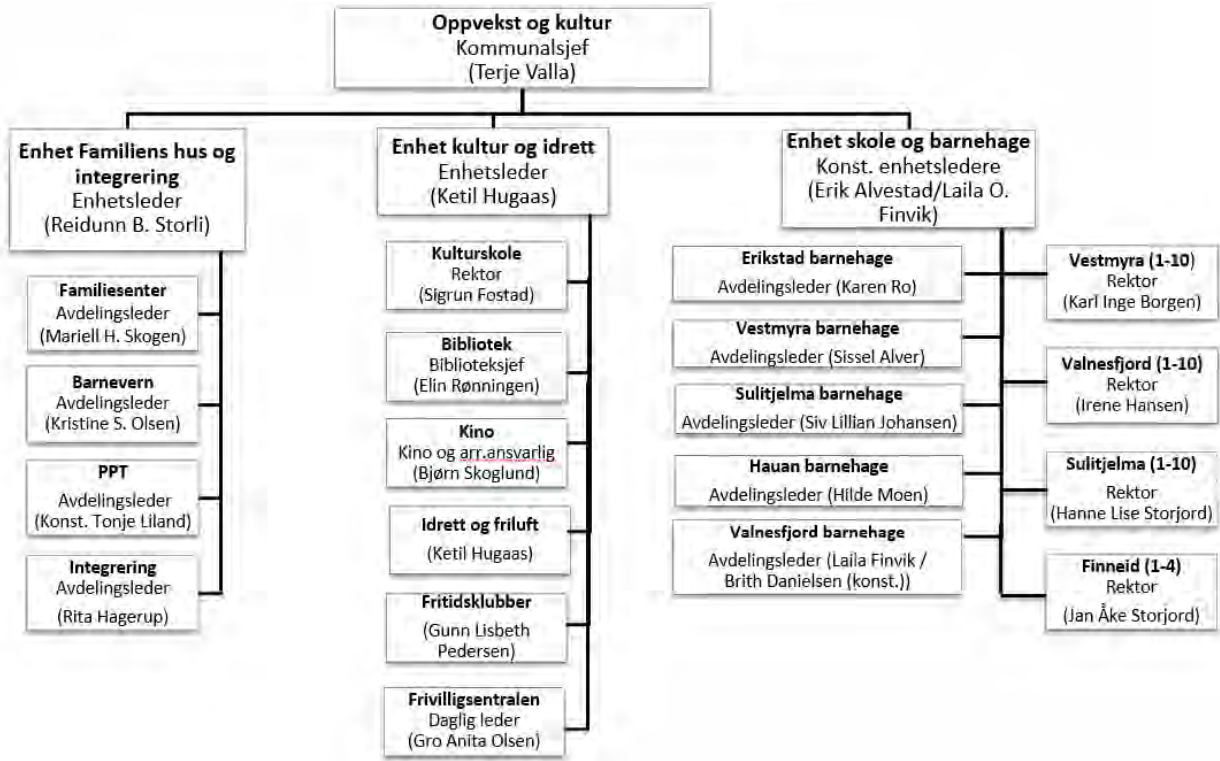 Oppvekst og kultur
Kommunalsjef
(Terje Valla)
Enhet Familiens hus og
integrering
Enhetsleder
(Reidunn B. Storli)
Familiesenter
Avdelingsleder
(Mariell H. Skogen)
Barnevern
Avdelingsleder
(Kristine S. Olsen)
PPT
Avdelingsleder
(Konst. Tonje Liland)
Integrering
Avdelingsleder
(Rita Hagerup)
Enhet kultur og idrett
Enhetsleder
(Ketil Hugaas)
Kulturskole
Rektor
(Sigrun Fostad)
Bibliotek
Biblioteksjef
(Elin Rønningen)
Kino
Kino og arr.ansvarlig
(Bjørn Skoglund)
Idrett og friluft
(Ketil Hugaas)
Fritidsklubber
(Gunn Lisbeth
Pedersen)
Frivilligsentralen
Daglig leder
(Gro Anita Olsen)
Enhet skole og barnehage
Konst. enhetsledere
(Erik Alvestad/Laila O.
Finvik)
Erikstad barnehage
Avdelingsleder (Karen Ro)
Vestmyra barnehage
Avdelingsleder (Sissel Alver)
Sulitjelma barnehage
Avdelingsleder (Siv Lillian Johansen)
Hauan barnehage
Avdelingsleder (Hilde Moen)
Valnesfjord barnehage
Avdelingsleder (Laila Finvik /
Brith Danielsen (konst.))
Vestmyra (1-10)
Rektor
(Karl Inge Borgen)
Valnesfjord (1-10)
Rektor
(Irene Hansen)
Sulitjelma (1-10)
Rektor
(Hanne Lise Storjord)
Finneid (1-4)
Rektor
(Jan Åke Storjord)